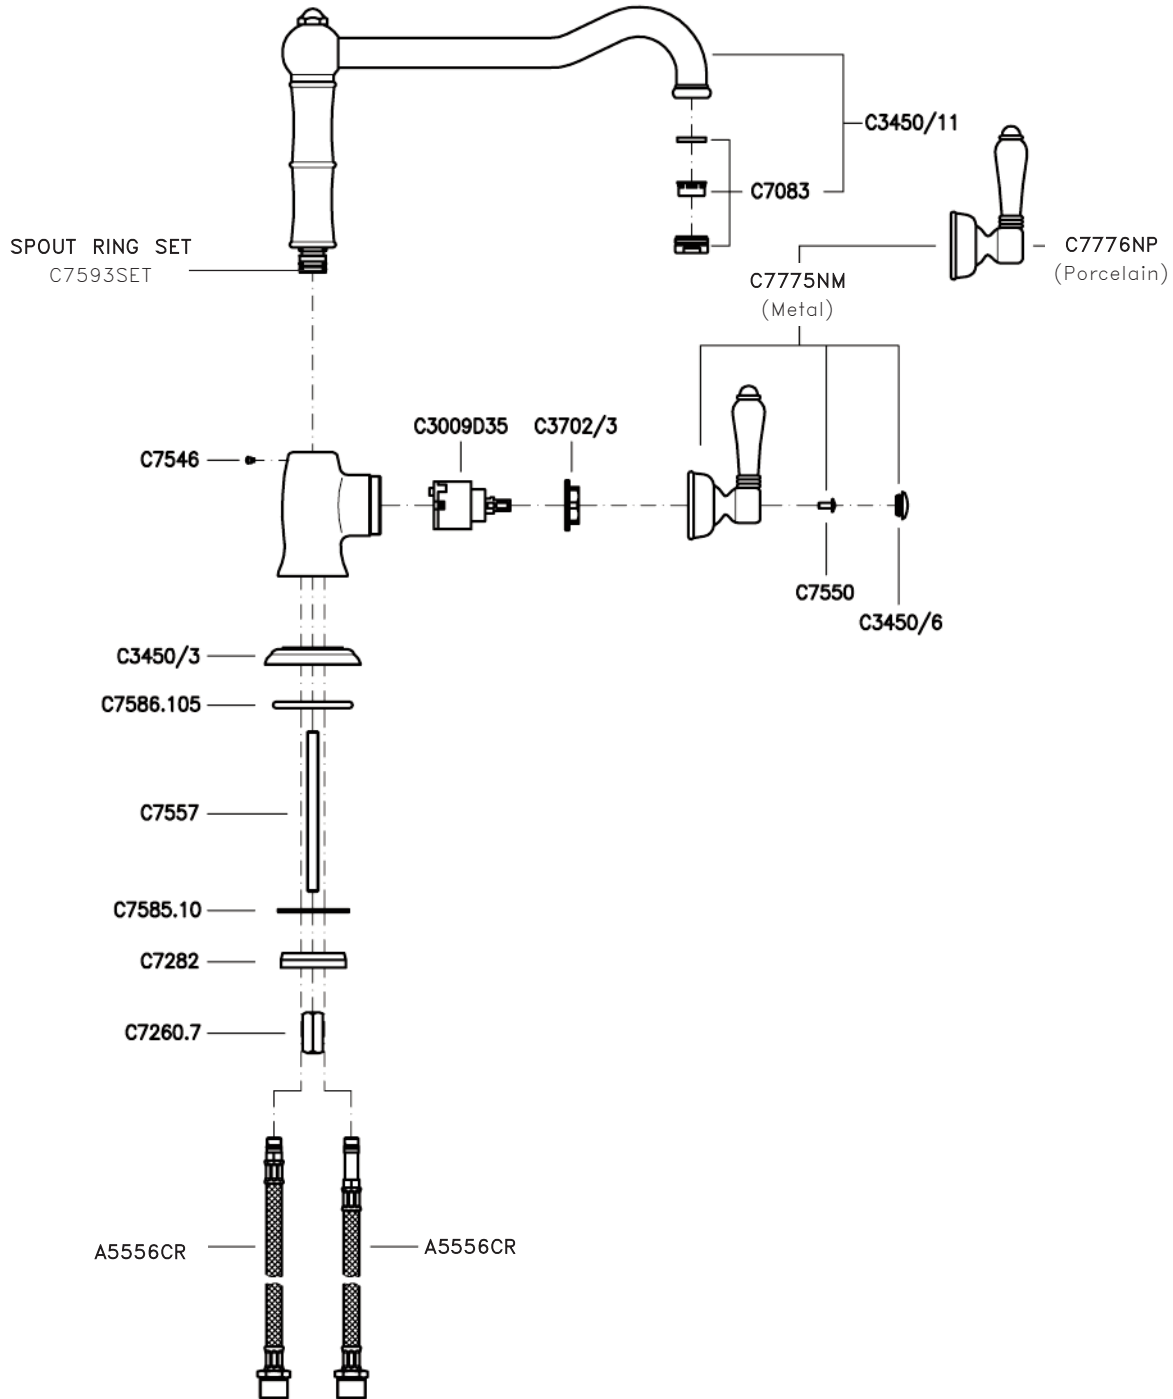 C3450/11
C7083
SPOUT RING SET
C7593SET
C7776NP
(Porcelain)
C7775NM
(Metal)
C3009D35
C3702/3
C7546
C7550
C3450/6
C3450/3
C7586.105
C7557
C7585.10
C7282
C7260.7
A5556CR
A5556CR